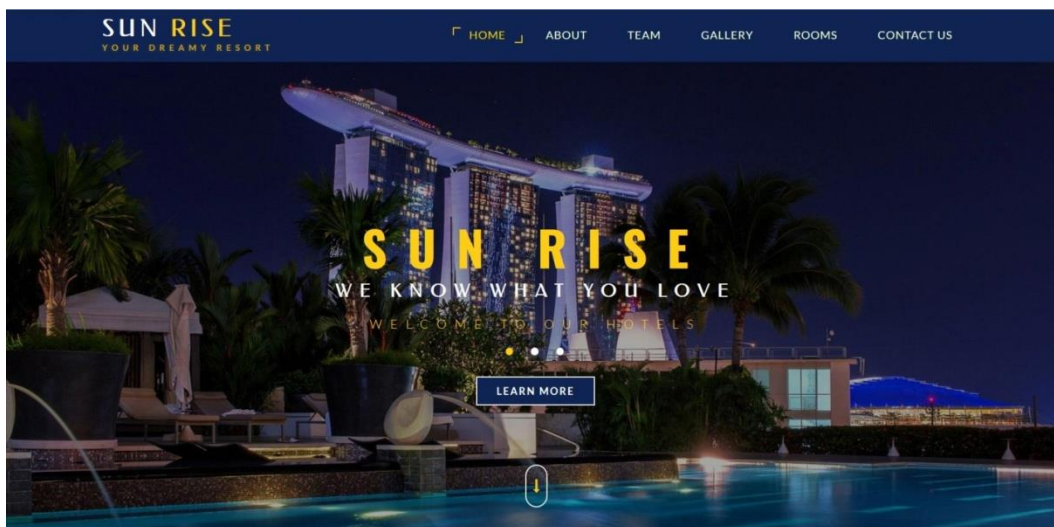 SUN RISE
YOUR DREAMY RESORT
HOME ABOUT TEAM GALLERY ROOMS CONTACT US
SUN RISE
WE KNOW WHAT YOU LOVE
WELCOME TO OUR HOTELS
LEARN MORE